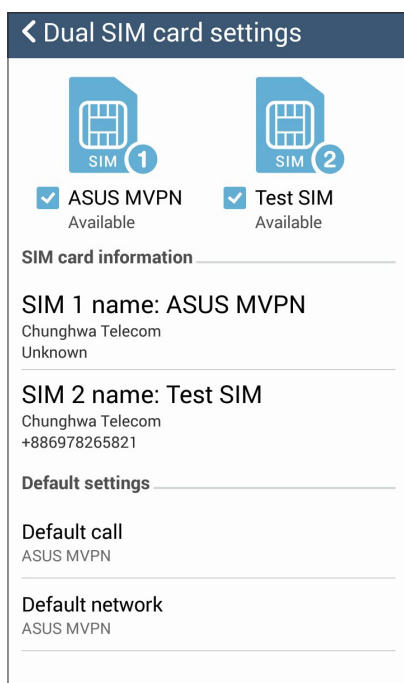 Dual SIM card settings
SIM 1 SIM 2
ASUS MVPN Test SIM
Available Available
SIM card information
SIM 1 name: ASUS MVPN
Chunghwa Telecom
Unknown
SIM 2 name: Test SIM
Chunghwa Telecom
+886978265821
Default settings
Default call
ASUS MVPN
Default network
ASUS MVPN